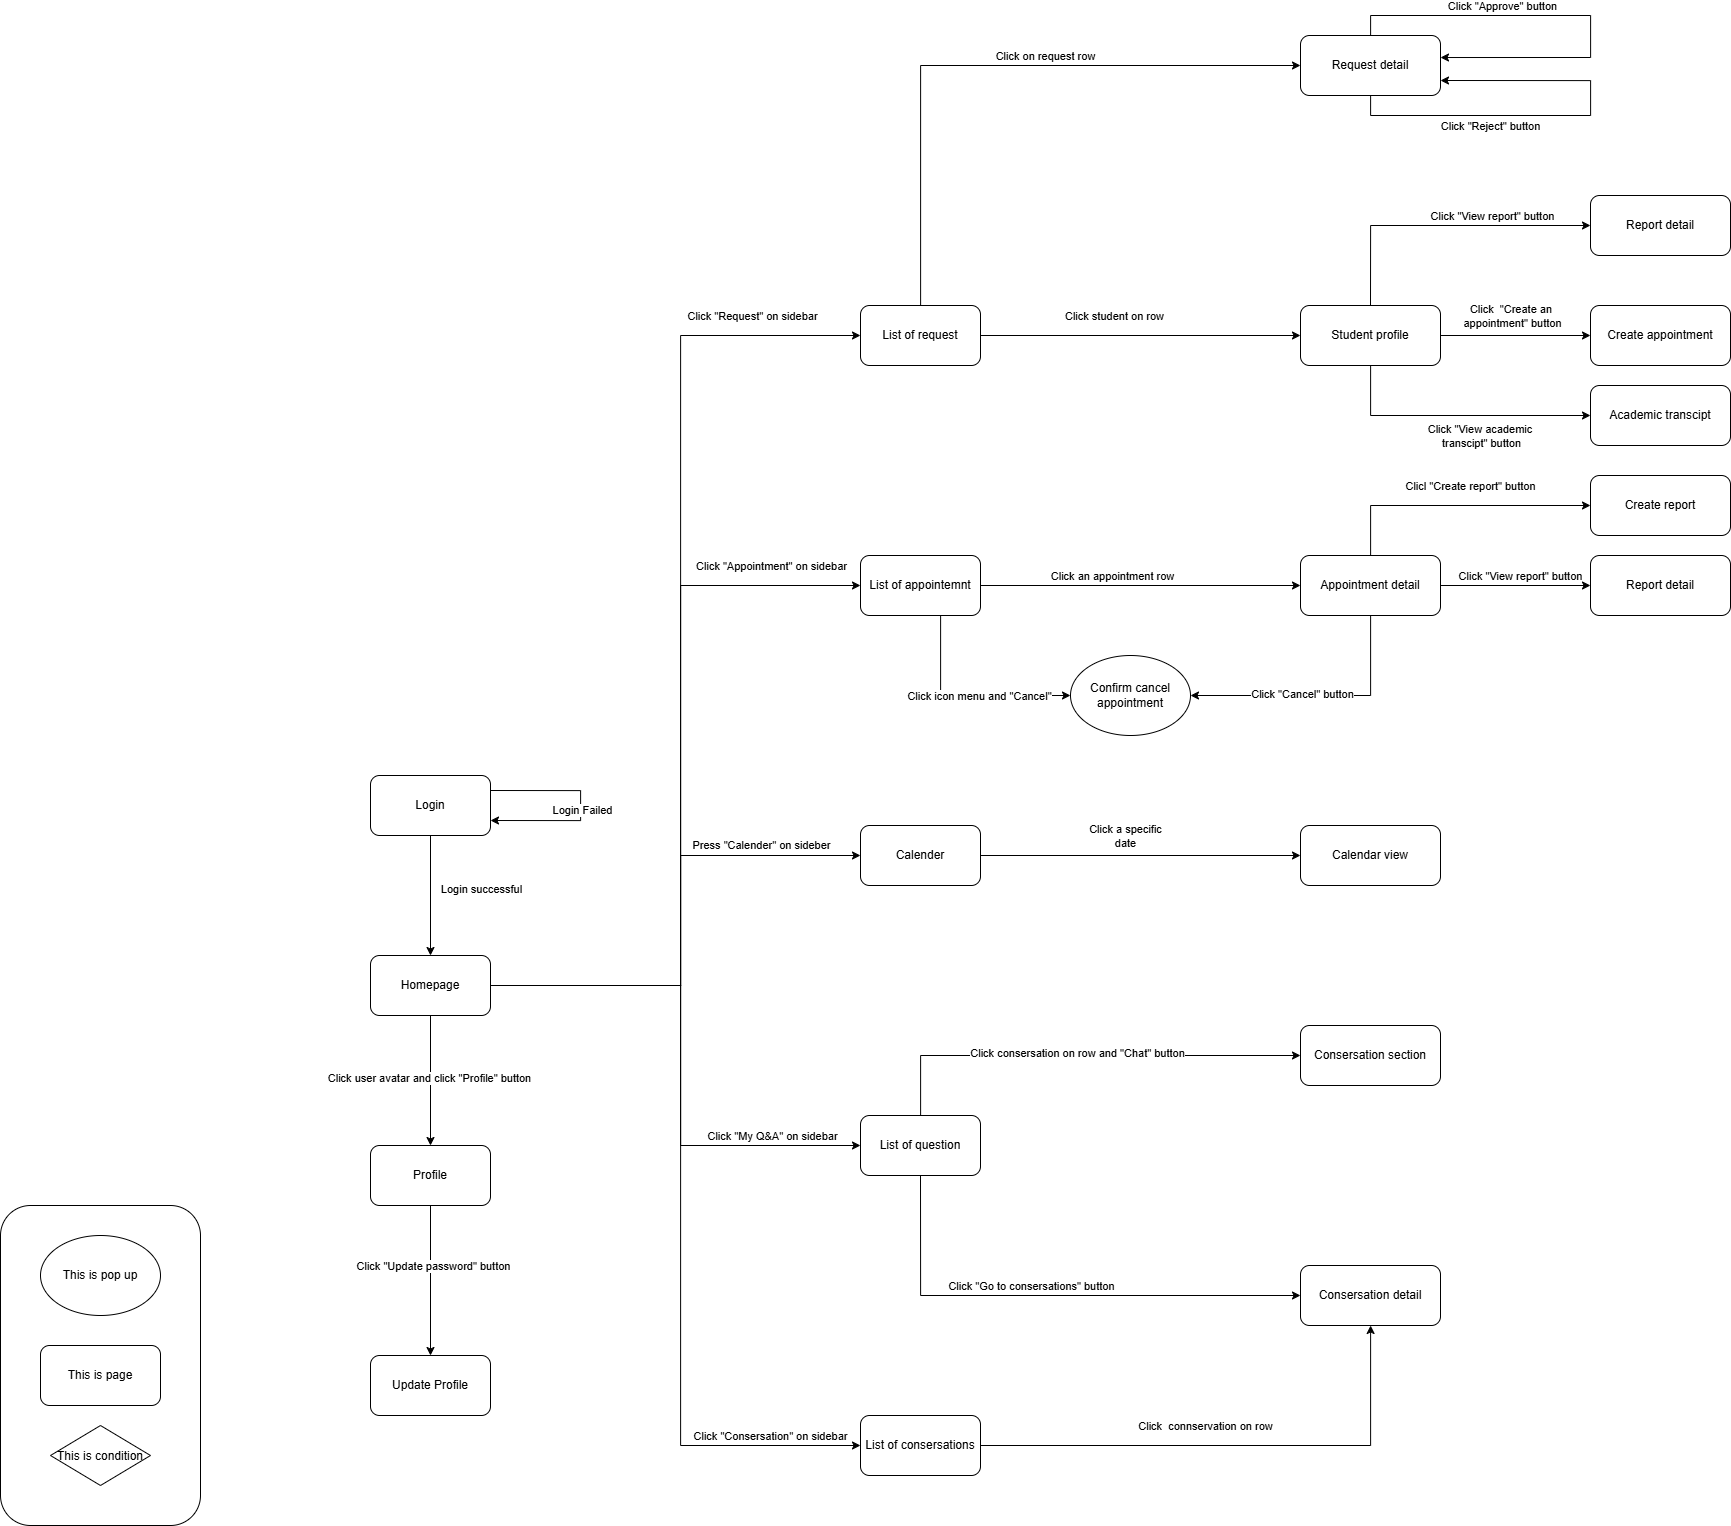 Click "Approve" button
Click on request row
Request detail
Click "Reject" button
Click "View report" button
Report detail
Click "Request" on sidebar
List of request
Click student on row
Student profile
Click  "Create an
appointment" button
Create appointment
Academic transcipt
Click "View academic
transcipt" button
Clicl "Create report" button
Create report
Click "Appointment" on sidebar
List of appointemnt
Click an appointment row
Appointment detail
Click "View report" button
Report detail
Click icon menu and "Cancel"
Confirm cancel
appointment
Click "Cancel" button
Login
Login Failed
Press "Calender" on sideber
Calender
Click a specific
date
Calendar view
Login successful
Homepage
Click consersation on row and "Chat" button
Consersation section
Click user avatar and click "Profile" button
Click "My Q&A" on sidebar
List of question
Profile
Click "Update password" button
Click "Go to consersations" button
Consersation detail
Update Profile
Click "Consersation" on sidebar
List of consersations
Click  connservation on row
This is pop up
This is page
This is condition